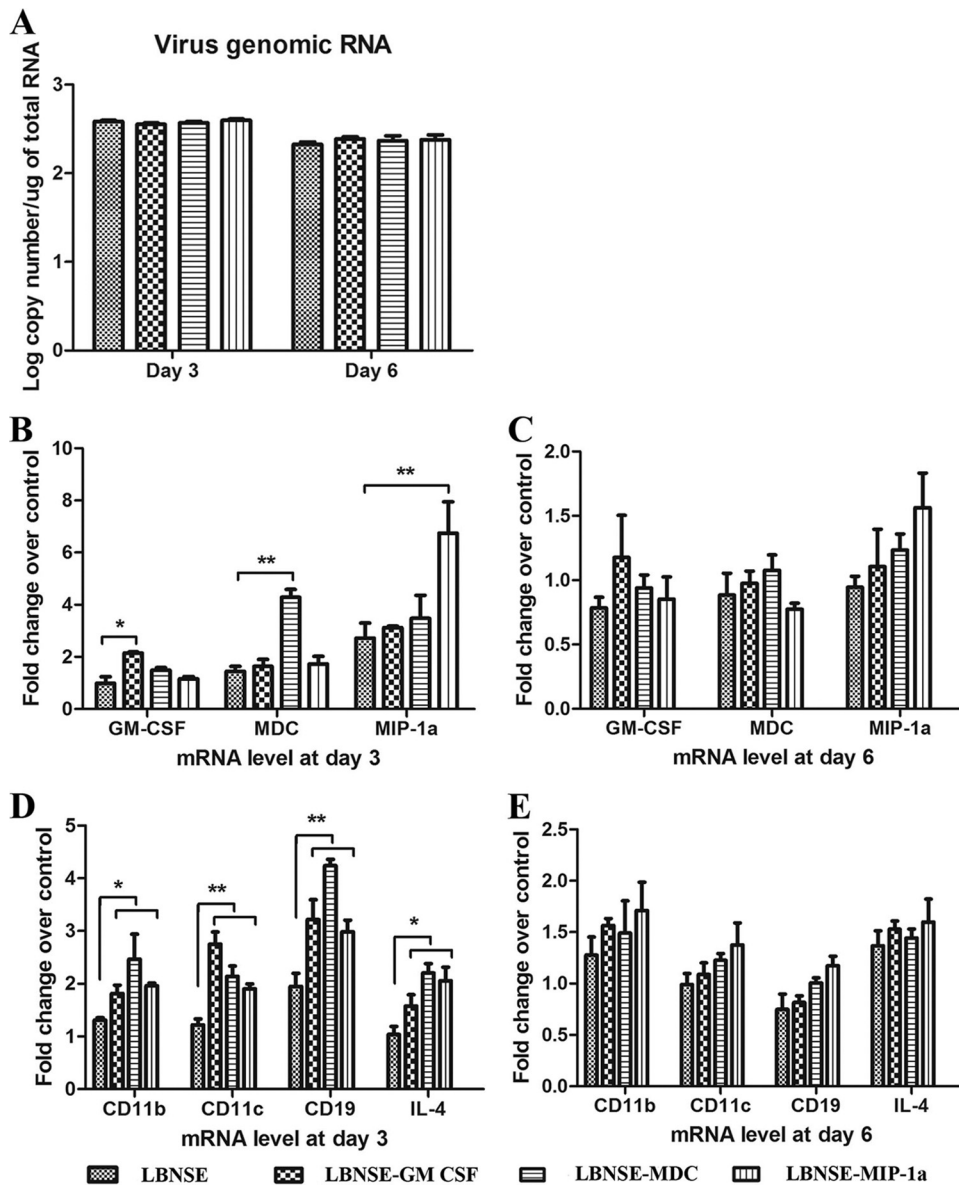 A
Virus genomic RNA
Log copy number/ug of total RNA
3
2
1
0
Day 3
Day 6
B
Fold change over control
10
8
6
4
2
0
*
**
**
GM-CSF
MDC
MIP-1a
mRNA level at day 3
C
Fold change over control
2.0
1.5
1.0
0.5
0.0
GM-CSF
MDC
MIP-1a
mRNA level at day 6
D
Fold change over control
5
4
3
2
1
0
*
**
**
*
CD11b
CD11c
CD19
IL-4
mRNA level at day 3
E
Fold change over control
2.5
2.0
1.5
1.0
0.5
0.0
CD11b
CD11c
CD19
IL-4
mRNA level at day 6
LBNSE
LBNSE-GM CSF
LBNSE-MDC
LBNSE-MIP-1a